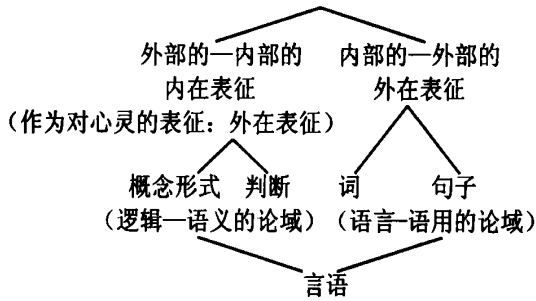 外部的—内部的 内部的—外部的
内在表征 外在表征
（作为对心灵的表征：外在表征）
概念形式 判断 词 句子
（逻辑—语义的论域）（语言-语用的论域）
言语